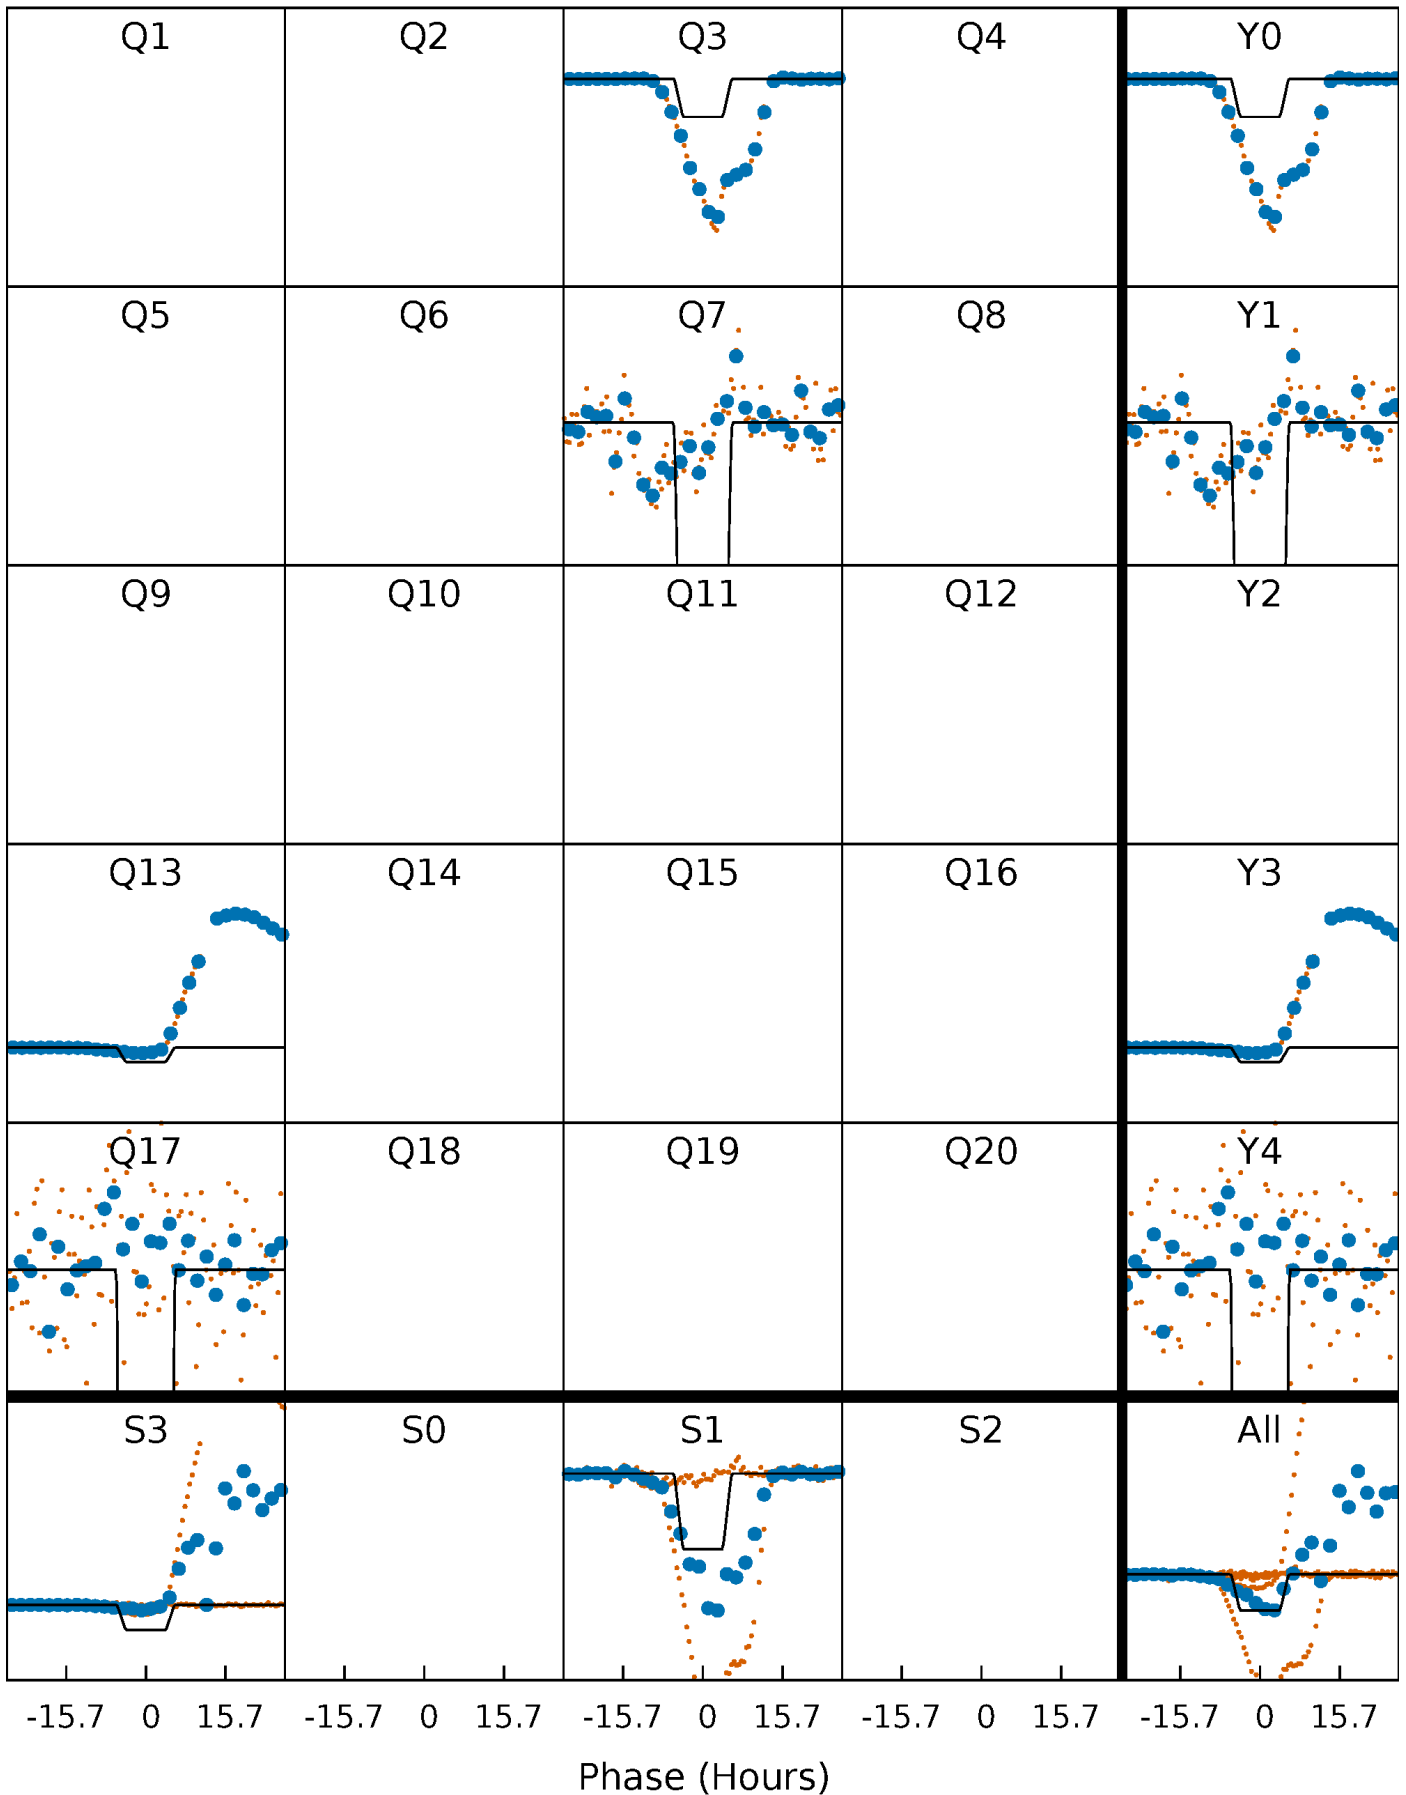 Q1 Q2 Q3 Q4 Y0
Q5 Q6 Q7 Q8 Y1
Q9 Q10 Q11 Q12 Y2
Q13 Q14 Q15 Q16 Y3
Q17 Q18 Q19 Q20 Y4
S3 S0 S1 S2 All
-15.7 0 15.7 -15.7 0 15.7 -15.7 0 15.7 -15.7 0 15.7 -15.7 0 15.7
Phase (Hours)